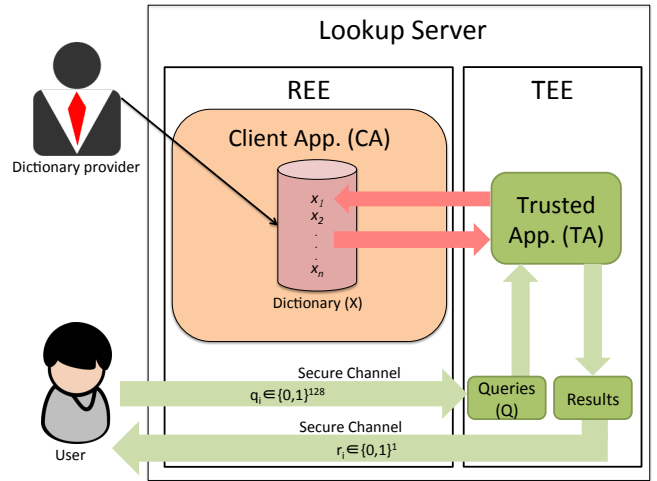 Lookup Server
REE
TEE
Dictionary provider
Client App. (CA)
x1
x2
.
.
.
xn
Dictionary (X)
Trusted
App. (TA)
Secure Channel
qi∈{0,1}128
Queries
(Q)
Results
Secure Channel
ri∈{0,1}1
User